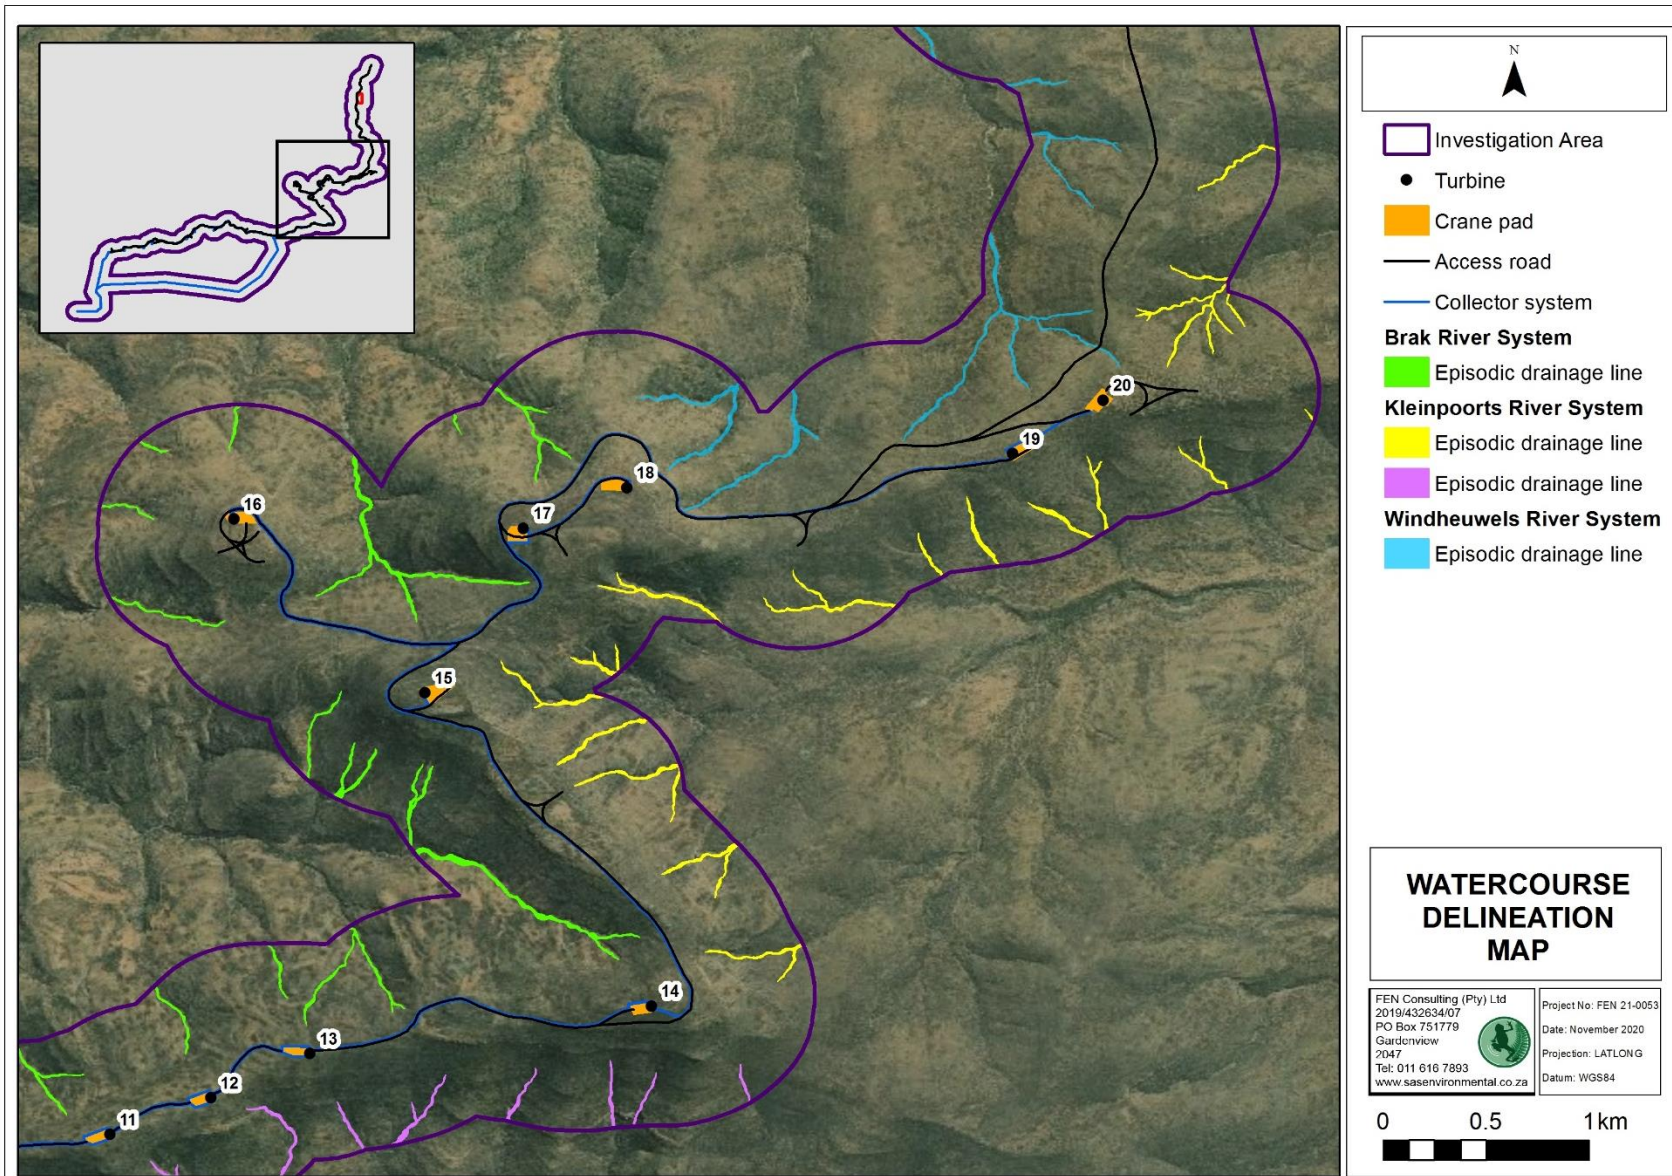 N
Investigation Area
Turbine
Crane pad
Access road
Collector system
Brak River System
Episodic drainage line
Kleinpoorts River System
Episodic drainage line
Episodic drainage line
Windheuwels River System
Episodic drainage line
20
19
18
17
16
15
14
13
12
11
WATERCOURSE
DELINEATION
MAP
FEN Consulting (Pty) Ltd
2019/432634/07
PO Box 751779
Gardenview
2047
Tel: 011 616 7893
www.sasenvironmental.co.za
Project No: FEN 21-0053
Date: November 2020
Projection: LATLONG
Datum: WGS84
0 0.5 1km